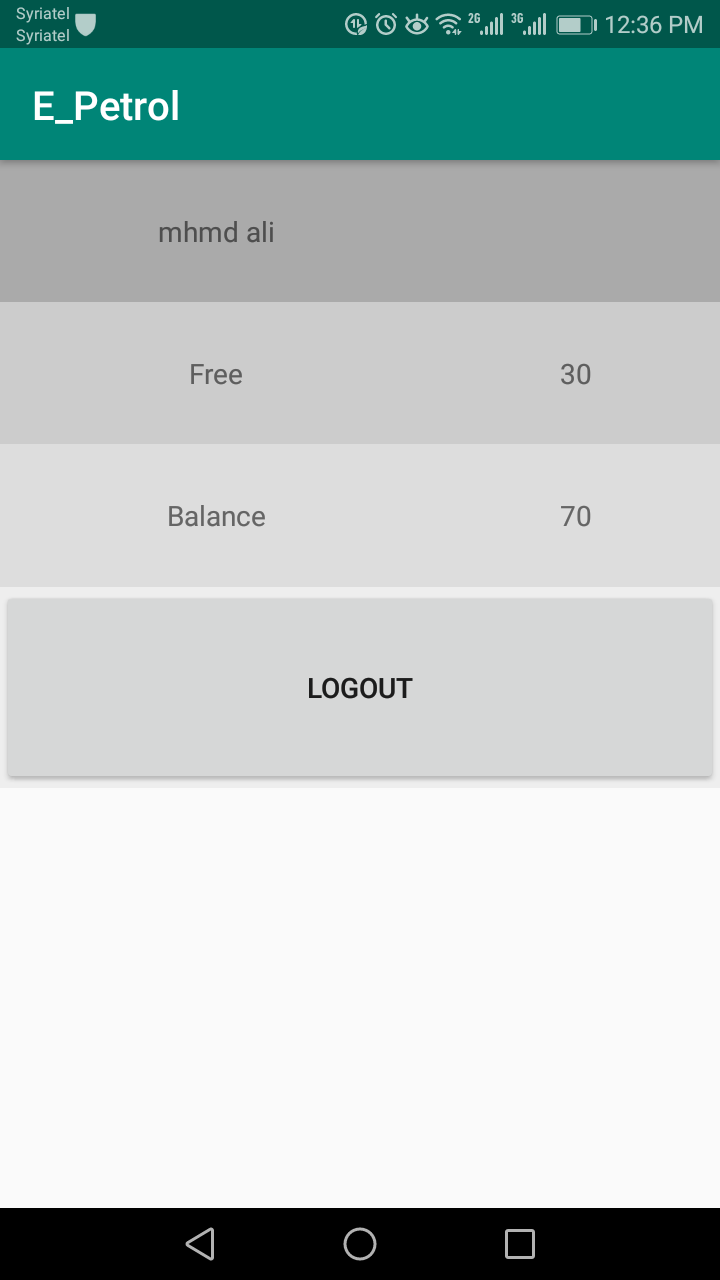 Syriatel
Syriatel
2G 3G 12:36 PM
E_Petrol
mhmd ali
Free 30
Balance 70
LOGOUT